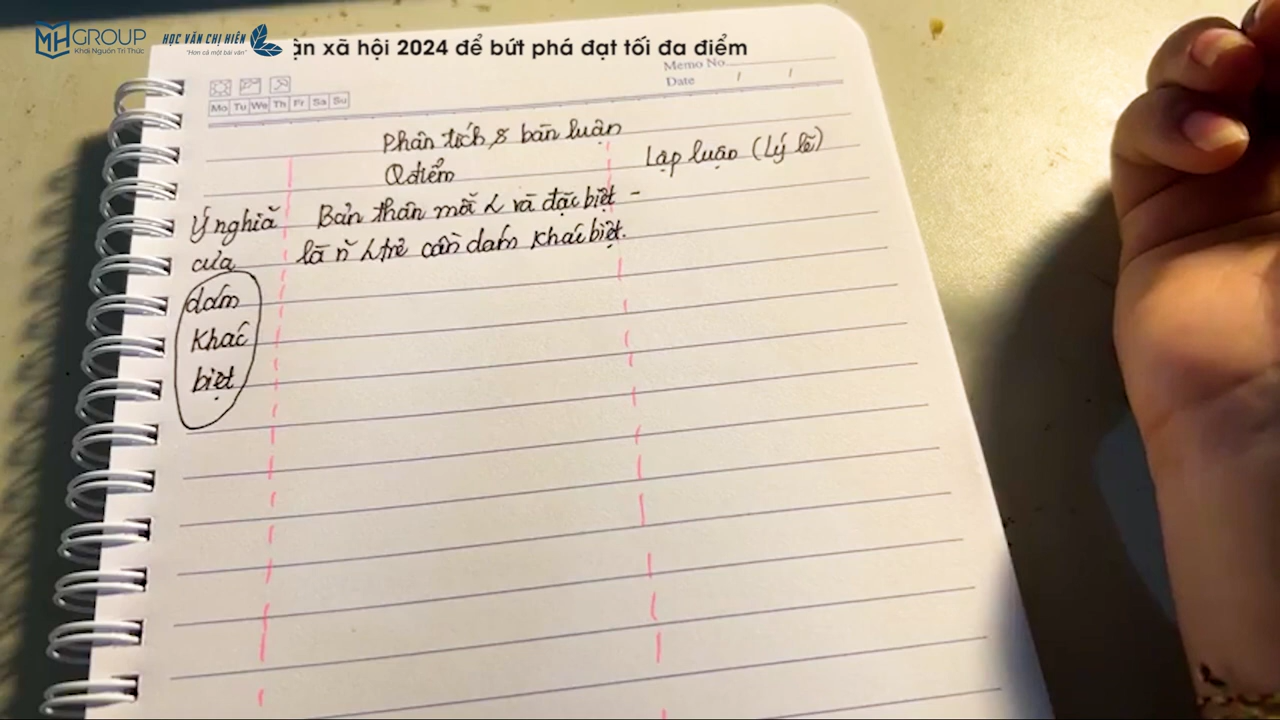 MH GROUP
Khai Nguồn Tri Thức
HỌC VĂN CHỊ HIÊN
"Hơn cả một bài văn"
ận xã hội 2024 để bứt phá đạt tối đa điểm
Memo No.
Date / /
Mo Tu We Th Fr Sa Su
Phân tích & bàn luận
Qđiểm
Lập luận (Lý lẽ)
Ý nghĩa
của
dám
khác
biệt
Bản thân mỗi và đặc biệt -
là trẻ cần dám khác biệt.